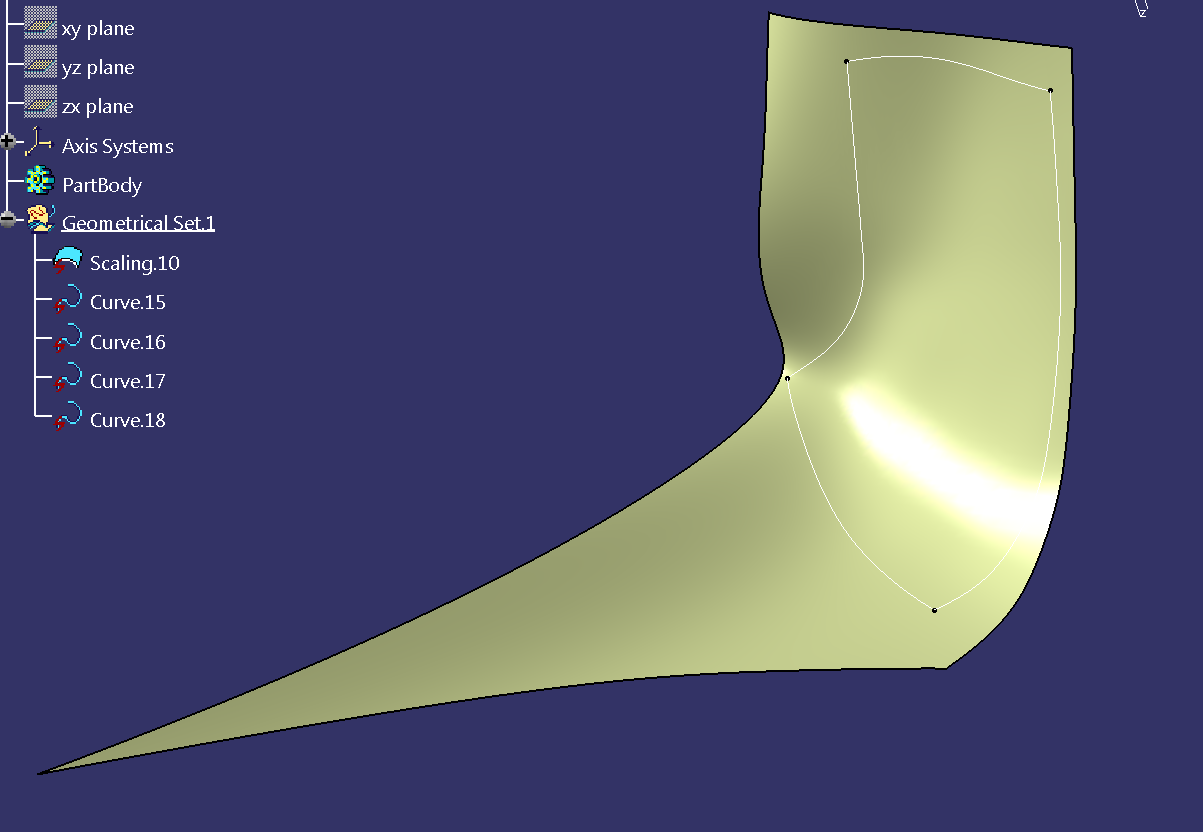 xy plane
yz plane
zx plane
Axis Systems
PartBody
Geometrical Set.1
Scaling.10
Curve.15
Curve.16
Curve.17
Curve.18
z